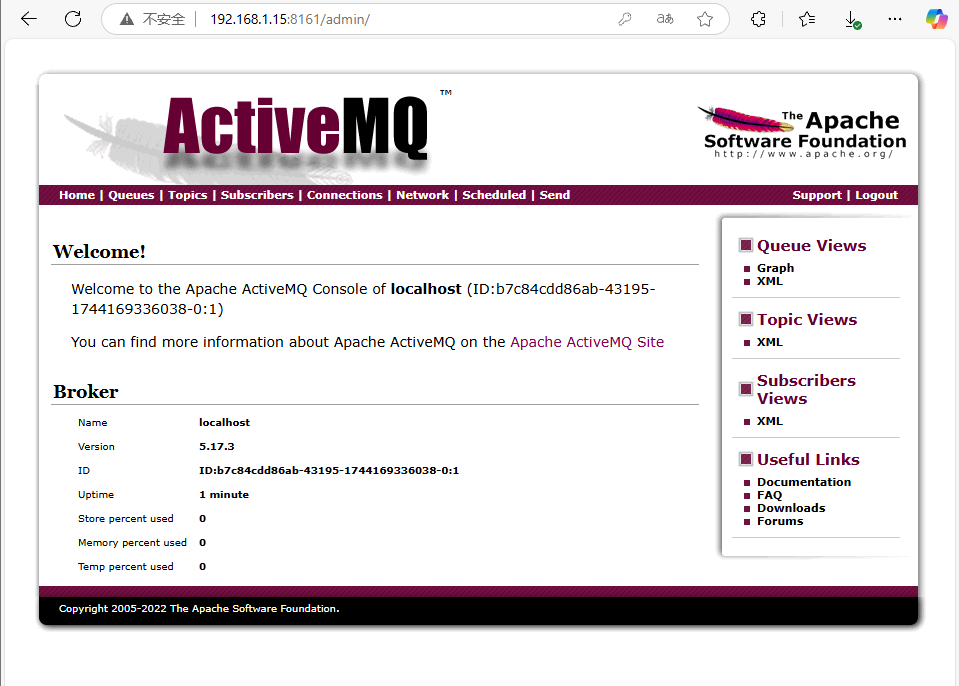 不安全 192.168.1.15:8161/admin/ aあ
ActiveMQ ™
The Apache
Software Foundation
http://www.apache.org/
Home | Queues | Topics | Subscribers | Connections | Network | Scheduled | Send
Support | Logout
Welcome!
Welcome to the Apache ActiveMQ Console of localhost (ID:b7c84cdd86ab-43195-
1744169336038-0:1)
You can find more information about Apache ActiveMQ on the Apache ActiveMQ Site
Broker
Name localhost
Version 5.17.3
ID ID:b7c84cdd86ab-43195-1744169336038-0:1
Uptime 1 minute
Store percent used 0
Memory percent used 0
Temp percent used 0
Queue Views
Graph
XML
Topic Views
XML
Subscribers
Views
XML
Useful Links
Documentation
FAQ
Downloads
Forums
Copyright 2005-2022 The Apache Software Foundation.